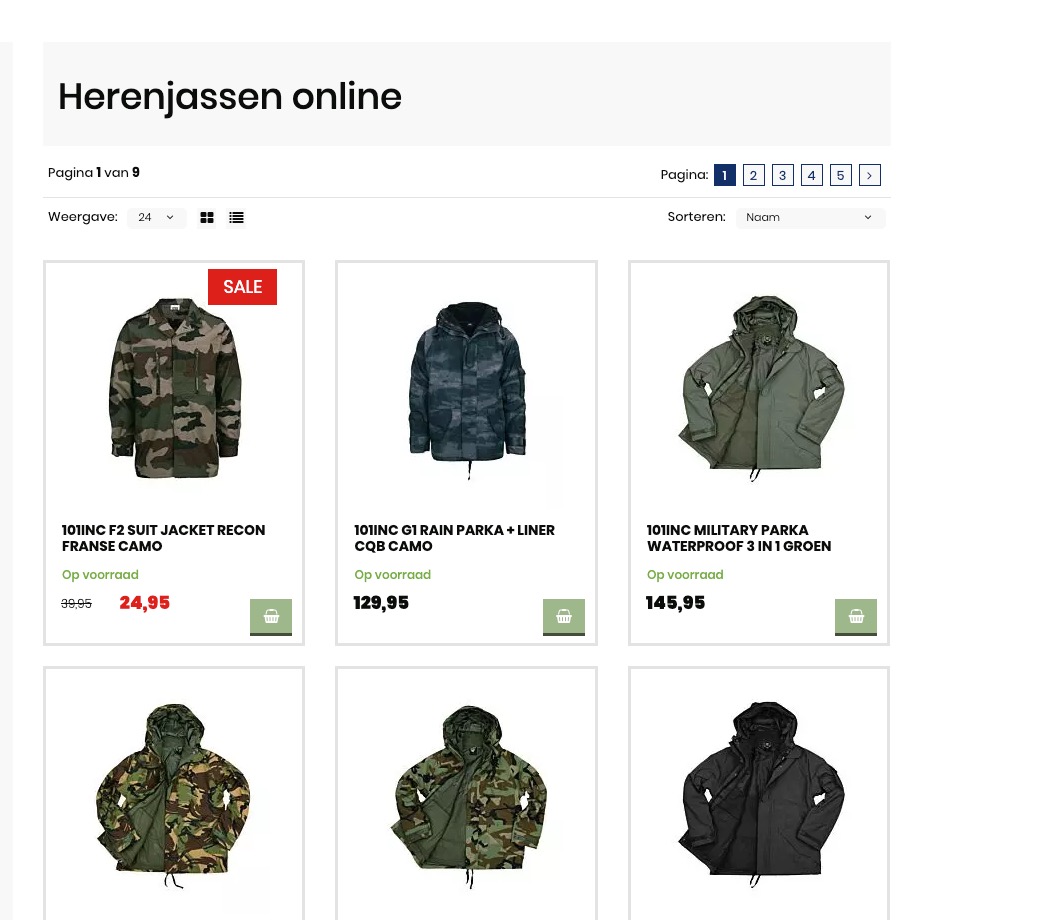 Herenjassen online
Pagina 1 van 9
Pagina: 1 2 3 4 5 >
Weergave: 24
Sorteren: Naam
SALE
101INC F2 SUIT JACKET RECON
FRANSE CAMO
Op voorraad
39,95 24,95
101INC G1 RAIN PARKA + LINER
CQB CAMO
Op voorraad
129,95
101INC MILITARY PARKA
WATERPROOF 3 IN 1 GROEN
Op voorraad
145,95